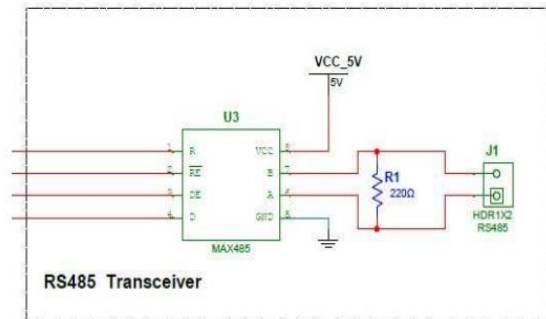 VCC_5V
5V
U3
R
VCC
RE
B
DE
A
D
GND
MAX485
R1
220Ω
J1
HDR1X2
RS485
RS485 Transceiver